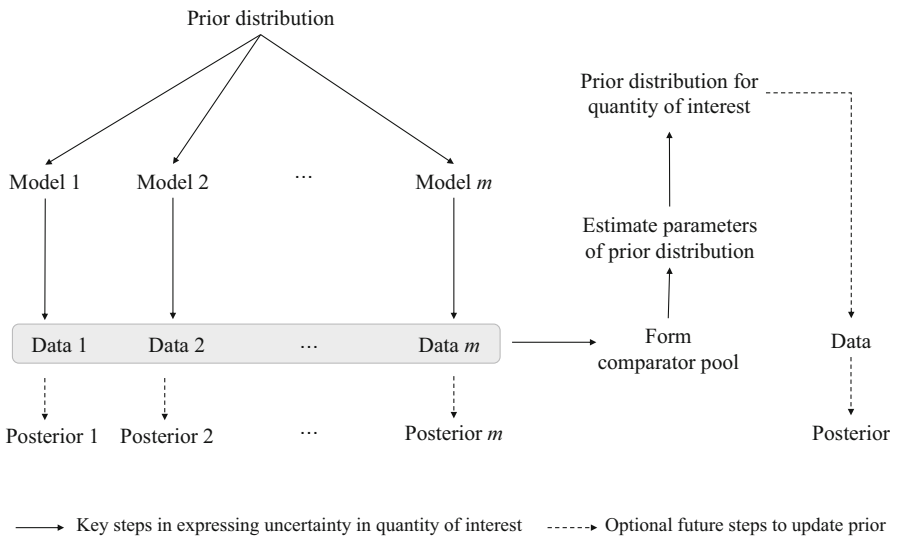 Prior distribution
Prior distribution for
quantity of interest
Model 1 Model 2 ... Model m
Estimate parameters
of prior distribution
Data 1 Data 2 ... Data m
Form
comparator pool
Data
Posterior 1 Posterior 2 ... Posterior m
Posterior
Key steps in expressing uncertainty in quantity of interest
Optional future steps to update prior